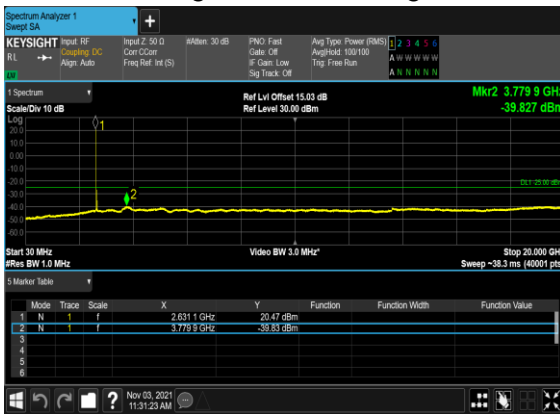 Spectrum Analyzer 1
Swept SA
+
KEYSIGHT Input: RF Input Z: 50 Ω #Atten: 30 dB PNO: Fast Avg Type: Power (RMS) 1 2 3 4 5 6
RL Coupling: DC Corr CCorr Gate: Off Avg|Hold: 100/100 A W W W W W
Align: Auto Freq Ref: Int (S) IF Gain: Low Trig: Free Run
Sig Track: Off A N N N N N
1 Spectrum
Ref Lvl Offset 15.03 dB Mkr2 3.779 9 GHz
Scale/Div 10 dB Ref Level 30.00 dBm -39.827 dBm
Log
20.0
1
10.0
0.00
-10.0
-20.0
DL1 -25.00 dBm
-30.0
2
-40.0
-50.0
-60.0
Start 30 MHz Video BW 3.0 MHz* Stop 20.000 GH
#Res BW 1.0 MHz Sweep ~38.3 ms (40001 pts
5 Marker Table
Mode Trace Scale X Y Function Function Width Function Value
1 N 1 f 2.631 1 GHz 20.47 dBm
2 N 1 f 3.779 9 GHz -39.83 dBm
3
4
5
6
? Nov 03, 2021
11:31:23 AM